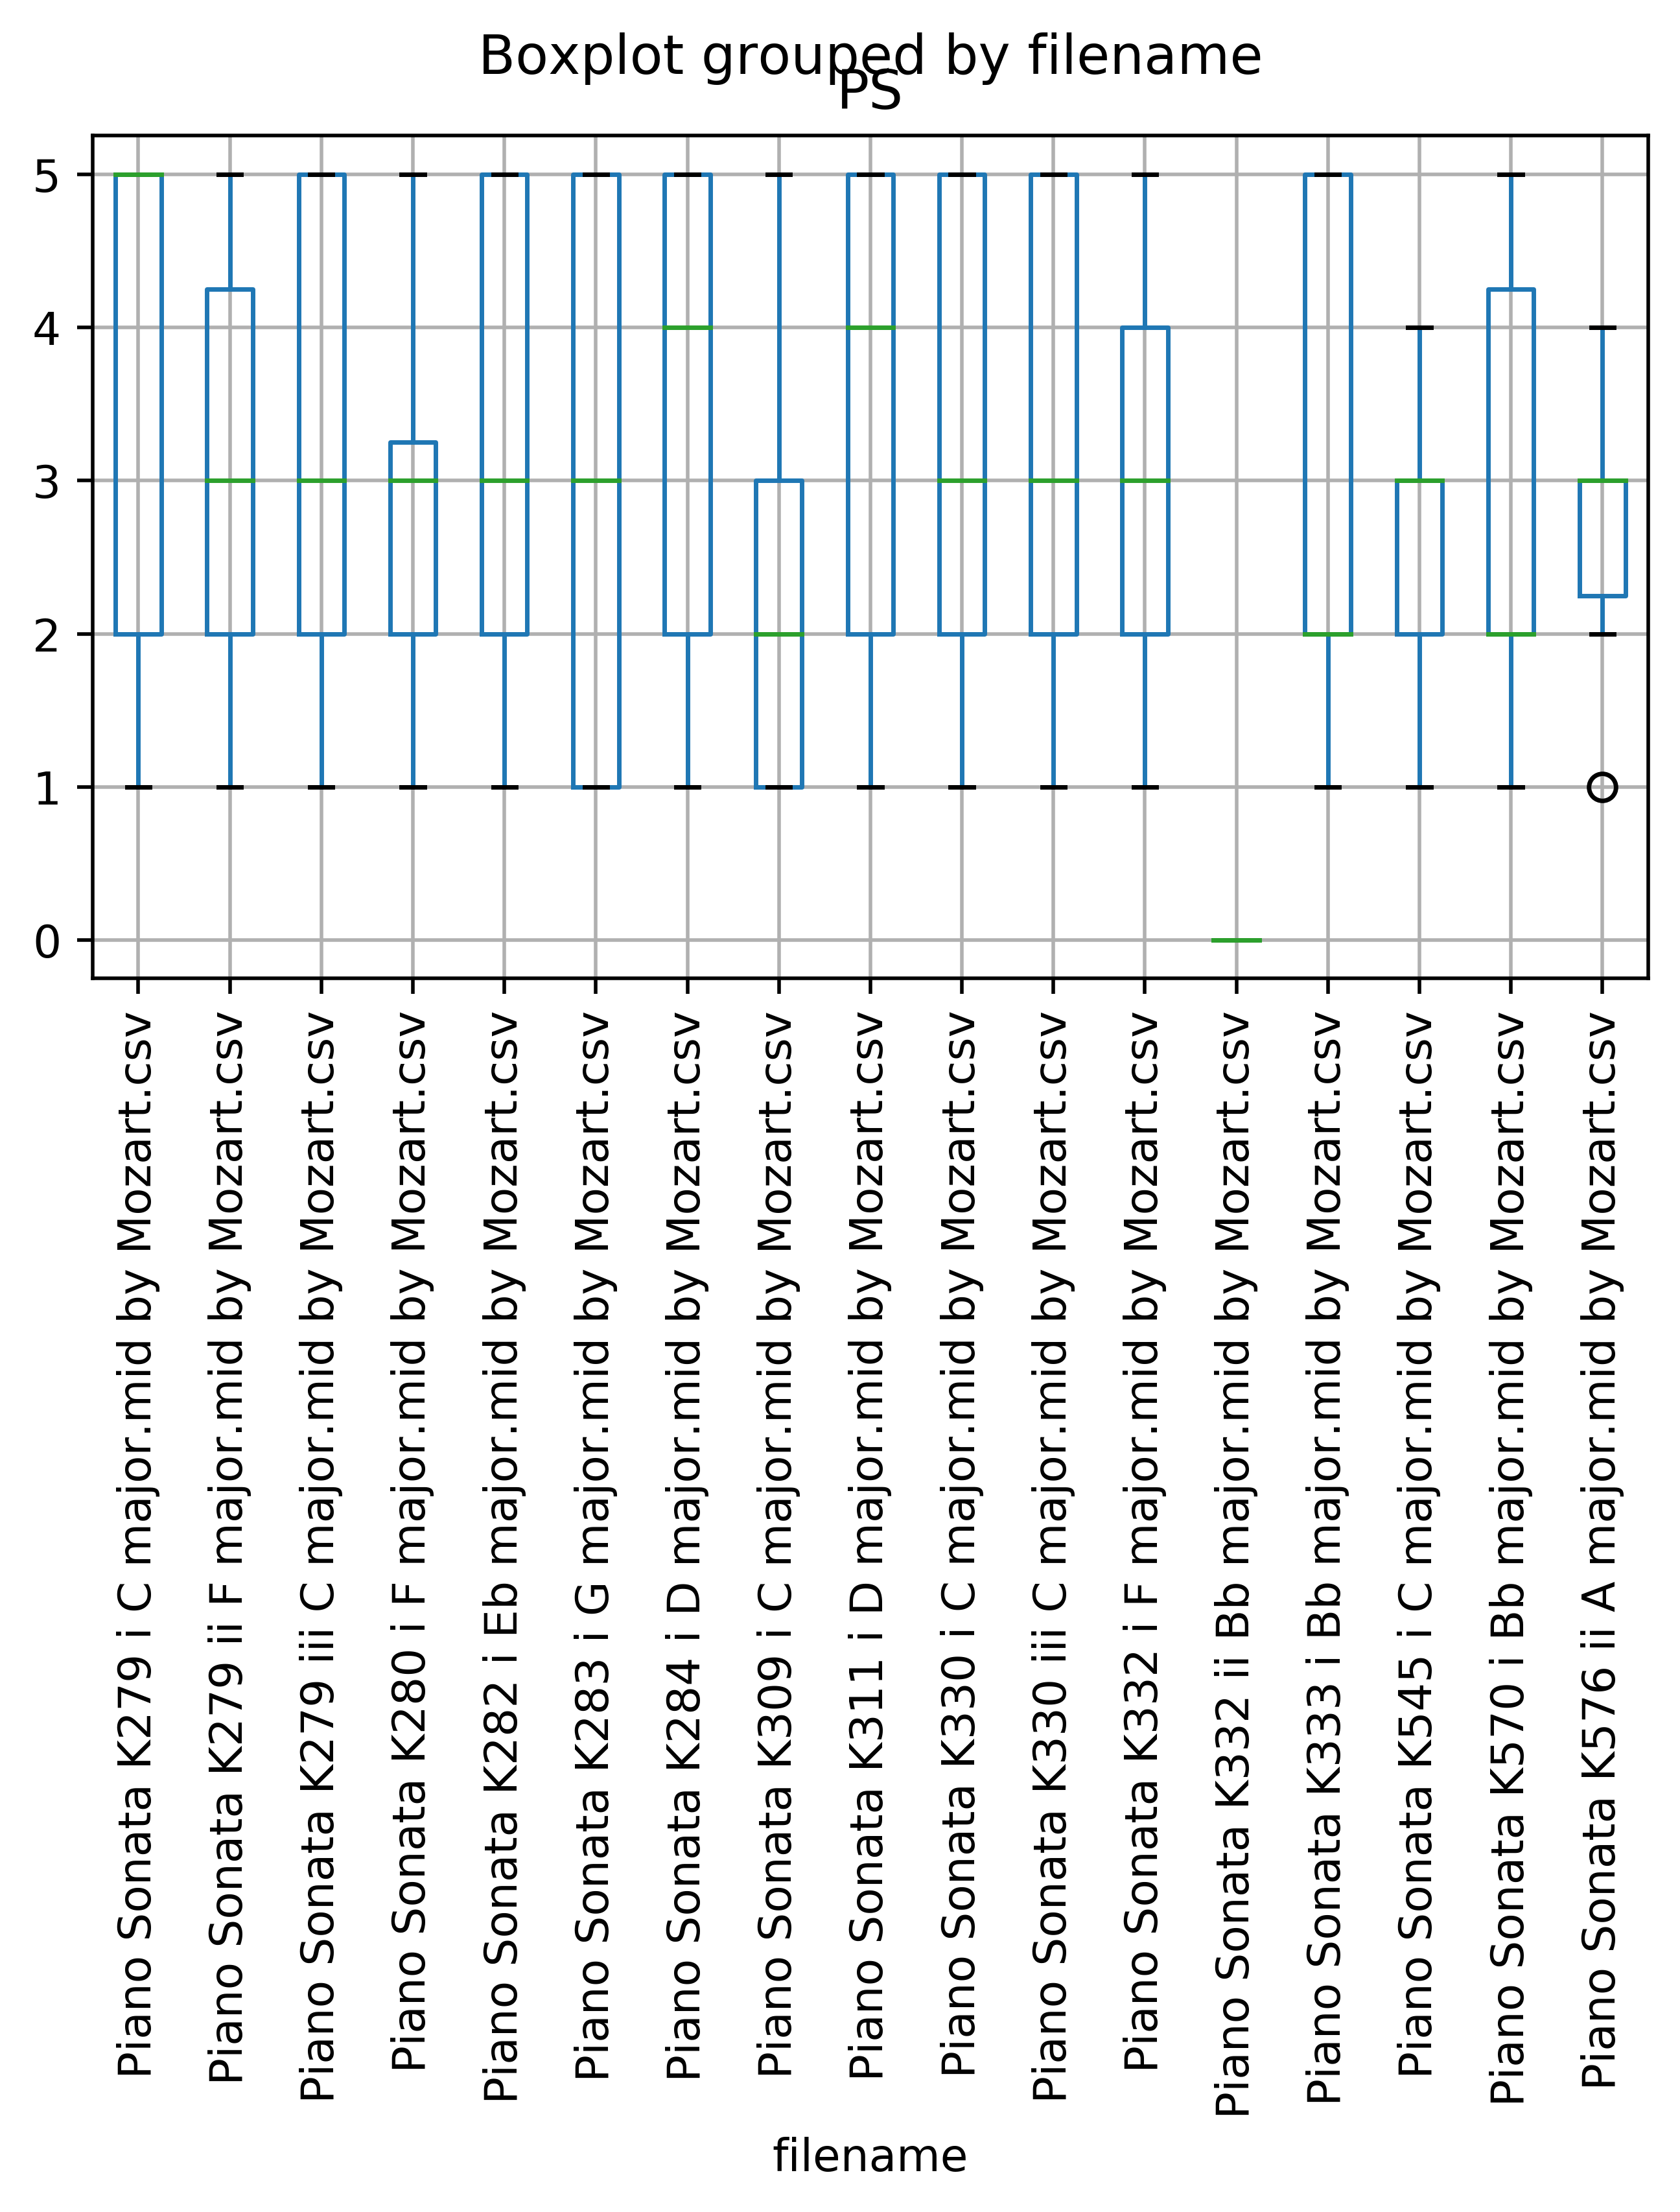 Boxplot grouped by filename
PS
5
4
3
2
1
0
Piano Sonata K279 i C major.mid by Mozart.csv
Piano Sonata K279 ii F major.mid by Mozart.csv
Piano Sonata K279 iii C major.mid by Mozart.csv
Piano Sonata K280 i F major.mid by Mozart.csv
Piano Sonata K282 i Eb major.mid by Mozart.csv
Piano Sonata K283 i G major.mid by Mozart.csv
Piano Sonata K284 i D major.mid by Mozart.csv
Piano Sonata K309 i C major.mid by Mozart.csv
Piano Sonata K311 i D major.mid by Mozart.csv
Piano Sonata K330 i C major.mid by Mozart.csv
Piano Sonata K330 iii C major.mid by Mozart.csv
Piano Sonata K332 i F major.mid by Mozart.csv
Piano Sonata K332 ii Bb major.mid by Mozart.csv
Piano Sonata K333 i Bb major.mid by Mozart.csv
Piano Sonata K545 i C major.mid by Mozart.csv
Piano Sonata K570 i Bb major.mid by Mozart.csv
Piano Sonata K576 ii A major.mid by Mozart.csv
filename